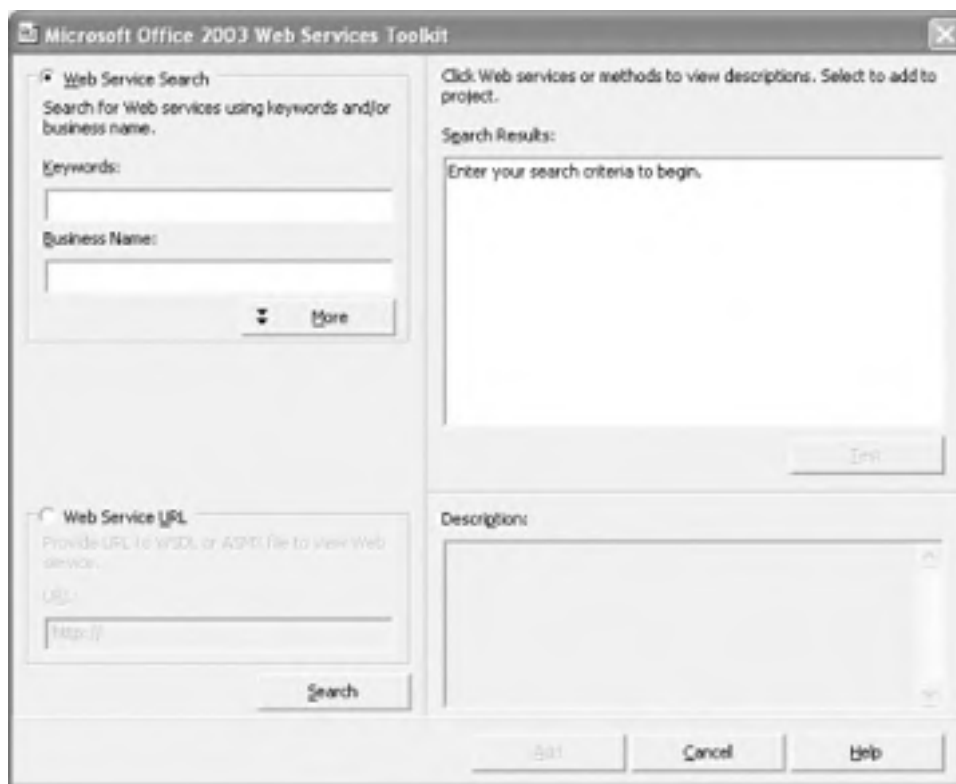 Microsoft Office 2003 Web Services Toolkit
Web Service Search
Search for Web services using keywords and/or
business name.
Keywords:
Business Name:
More
Web Service URL
Provide URL to WSDL or ASMX file to view Web
service.
URL:
http://
Search
Click Web services or methods to view descriptions. Select to add to
project.
Search Results:
Enter your search criteria to begin.
Test
Description:
Add
Cancel
Help